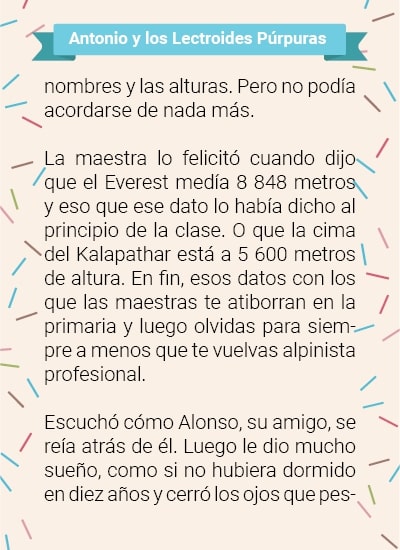 Antonio y los Lectroides Púrpuras
nombres y las alturas. Pero no podía
acordarse de nada más.
La maestra lo felicitó cuando dijo
que el Everest medía 8 848 metros
y eso que ese dato lo había dicho al
principio de la clase. O que la cima
del Kalapathar está a 5 600 metros
de altura. En fin, esos datos con los
que las maestras te atiborran en la
primaria y luego olvidas para siem-
pre a menos que te vuelvas alpinista
profesional.
Escuchó cómo Alonso, su amigo, se
reía atrás de él. Luego le dio mucho
sueño, como si no hubiera dormido
en diez años y cerró los ojos que pes-